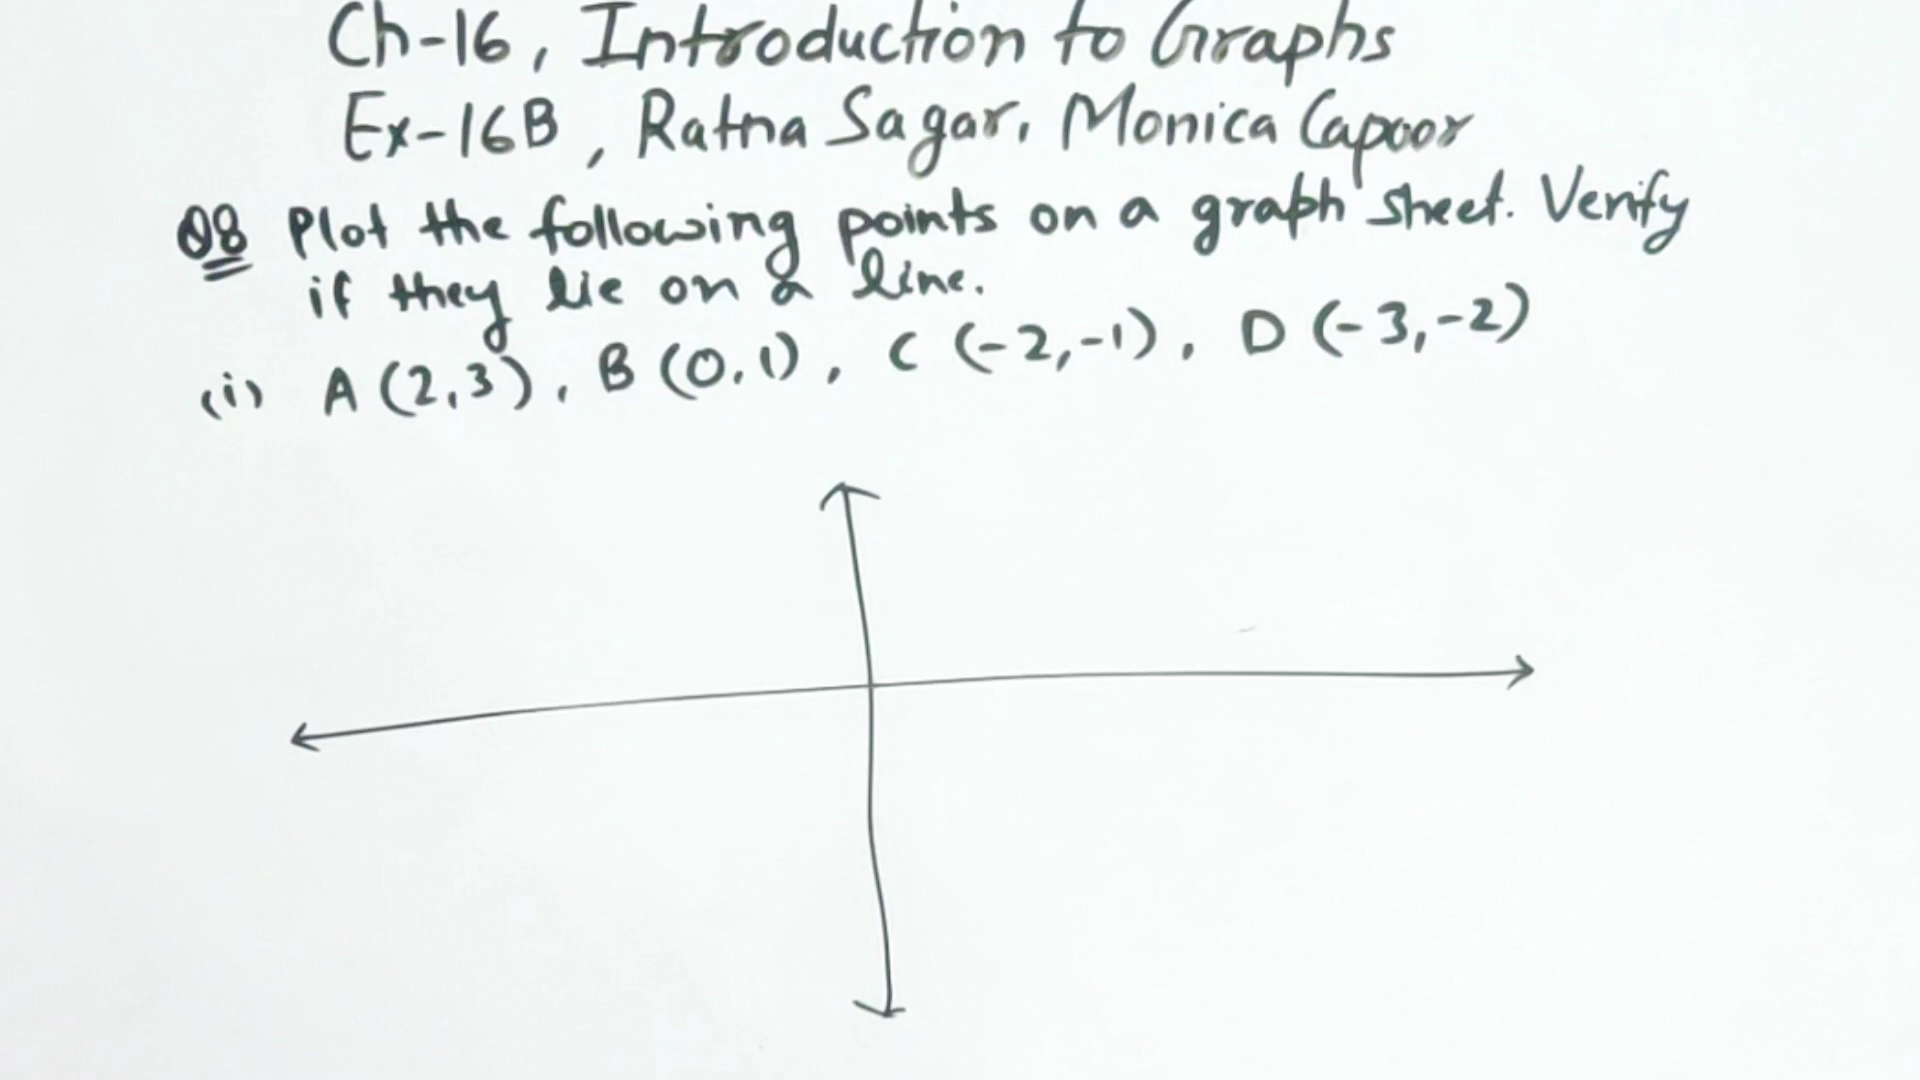 Ch-16, Introduction to Graphs
Ex-16B, Ratna Sagar, Monica Capoor
Q8 Plot the following points on a graph sheet. Verify
if they lie on a line.
(i) A (2,3), B (0,1), C (-2,-1), D (-3,-2)